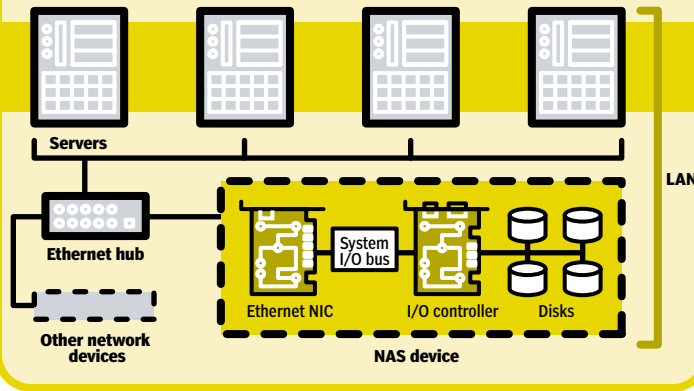 Servers
LAN
Ethernet hub
System
I/O bus
Ethernet NIC
I/O controller
Disks
Other network
devices
NAS device